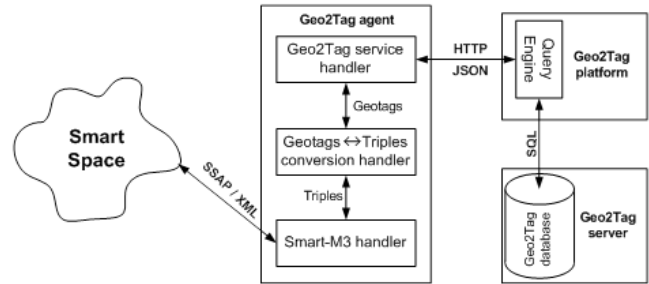 Smart
Space
SSAP / XML
Geo2Tag agent
Geo2Tag service
handler
Geotags
Geotags ↔ Triples
conversion handler
Triples
Smart-M3 handler
HTTP
JSON
Query
Engine
Geo2Tag
platform
SQL
Geo2Tag
database
Geo2Tag
server